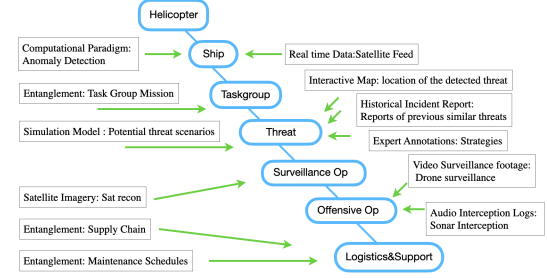 Helicopter
Computational Paradigm:
Anomaly Detection
Ship
Real time Data:Satellite Feed
Interactive Map: location of the detected threat
Entanglement: Task Group Mission
Taskgroup
Historical Incident Report:
Reports of previous similar threats
Simulation Model : Potential threat scenarios
Threat
Expert Annotations: Strategies
Surveillance Op
Video Surveillance footage:
Drone surveillance
Satellite Imagery: Sat recon
Offensive Op
Audio Interception Logs:
Sonar Interception
Entanglement: Supply Chain
Entanglement: Maintenance Schedules
Logistics&Support